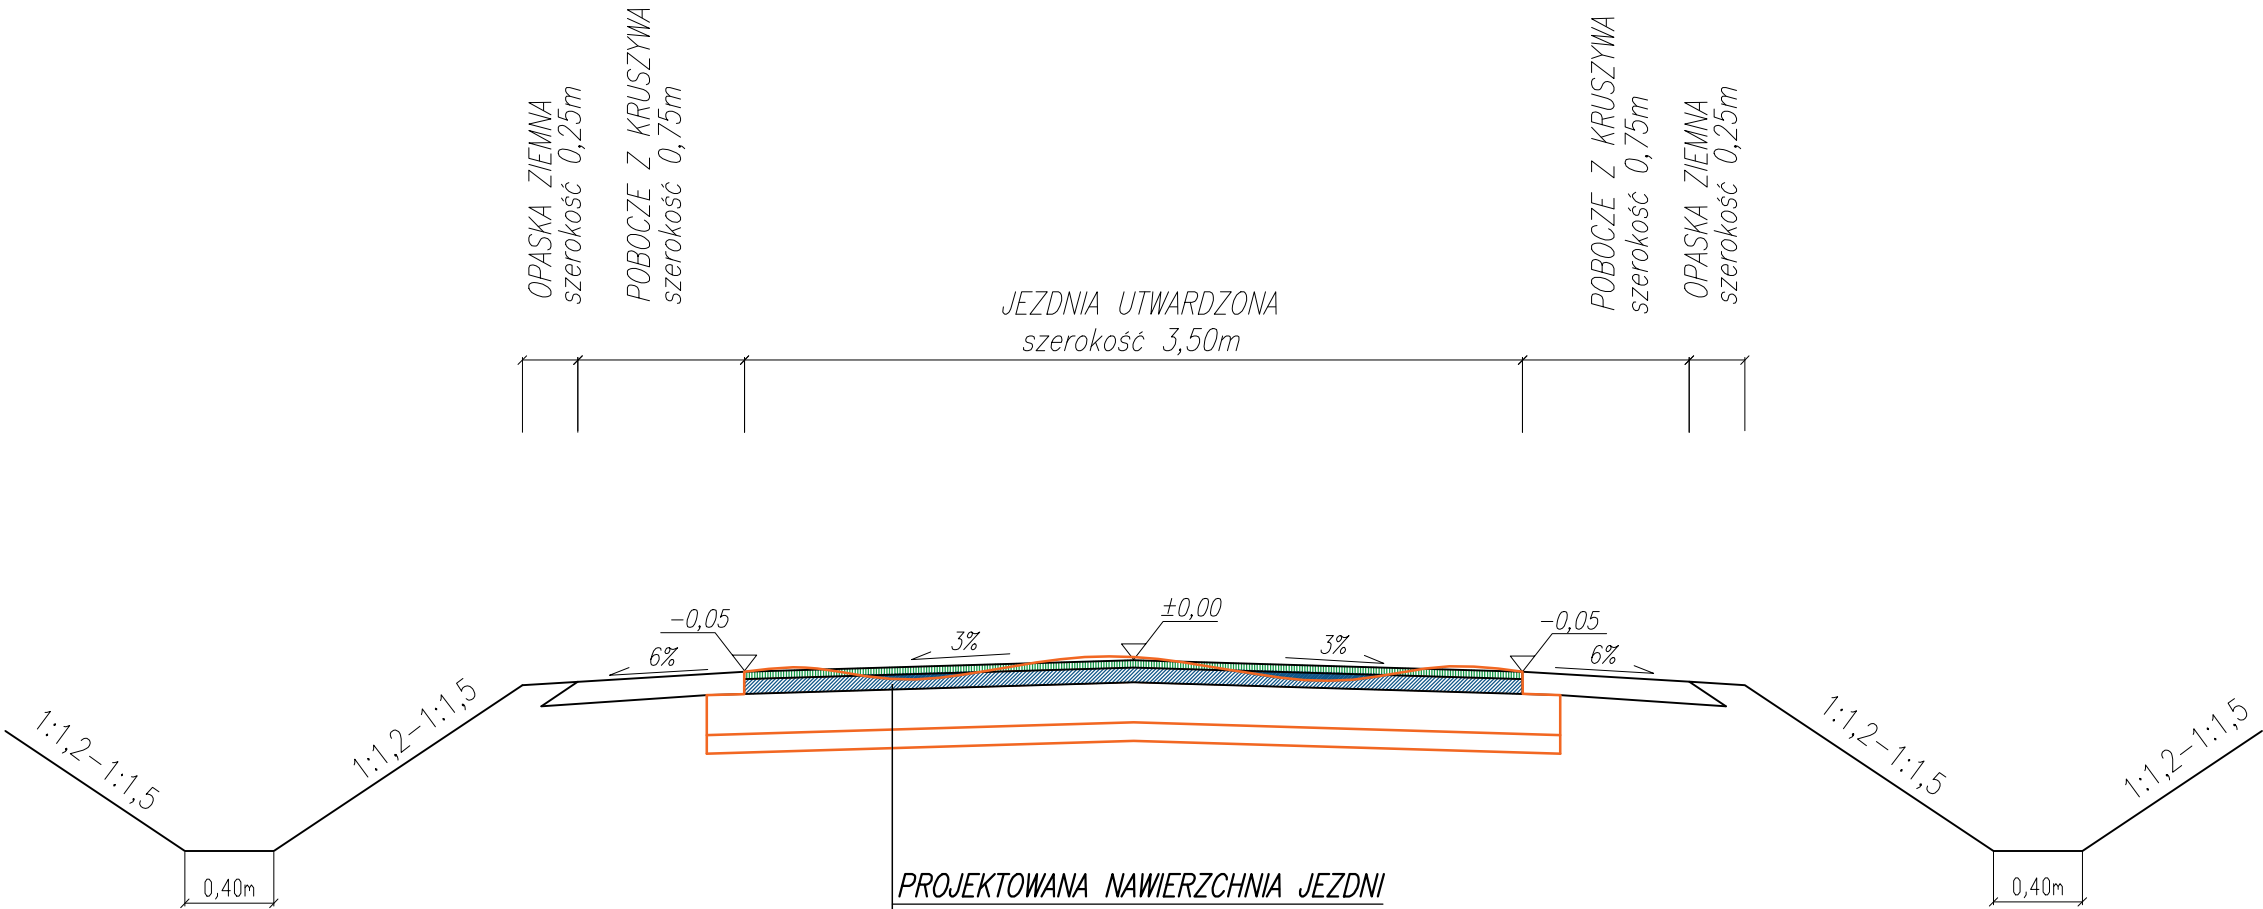 OPASKA ZIEMNA
szerokość 0,25m
POBOCZE Z KRUSZYWA
szerokość 0,75m
JEZDNIA UTWARDZONA
szerokość 3,50m
POBOCZE Z KRUSZYWA
szerokość 0,75m
OPASKA ZIEMNA
szerokość 0,25m
-0,05
±0,00
-0,05
6%
3%
3%
6%
1:1,2-1:1,5
1:1,2-1:1,5
1:1,2-1:1,5
1:1,2-1:1,5
0,40m
PROJEKTOWANA NAWIERZCHNIA JEZDNI
0,40m